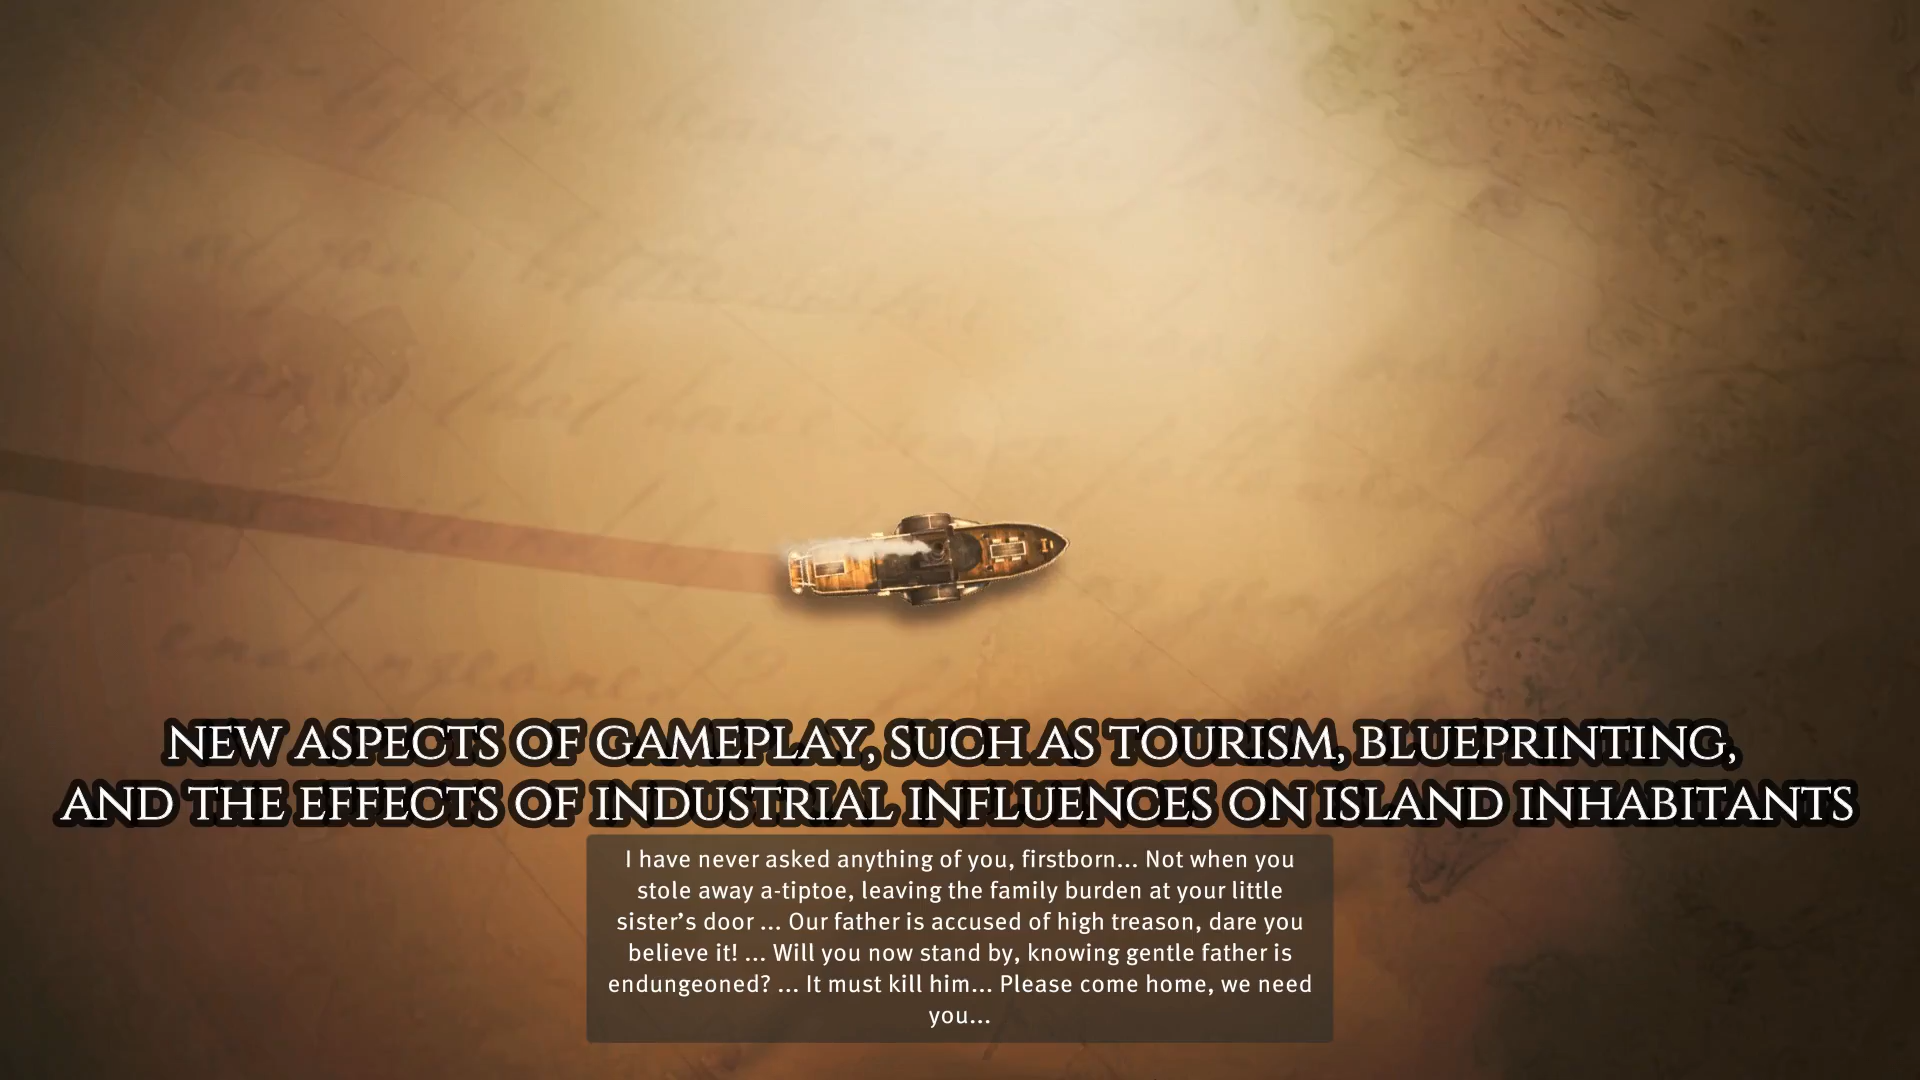 NEW ASPECTS OF GAMEPLAY, SUCH AS TOURISM, BLUEPRINTING,
AND THE EFFECTS OF INDUSTRIAL INFLUENCES ON ISLAND INHABITANTS
I have never asked anything of you, firstborn... Not when you
stole away a-tiptoe, leaving the family burden at your little
sister's door ... Our father is accused of high treason, dare you
believe it! ... Will you now stand by, knowing gentle father is
endungeoned? ... It must kill him... Please come home, we need
you...